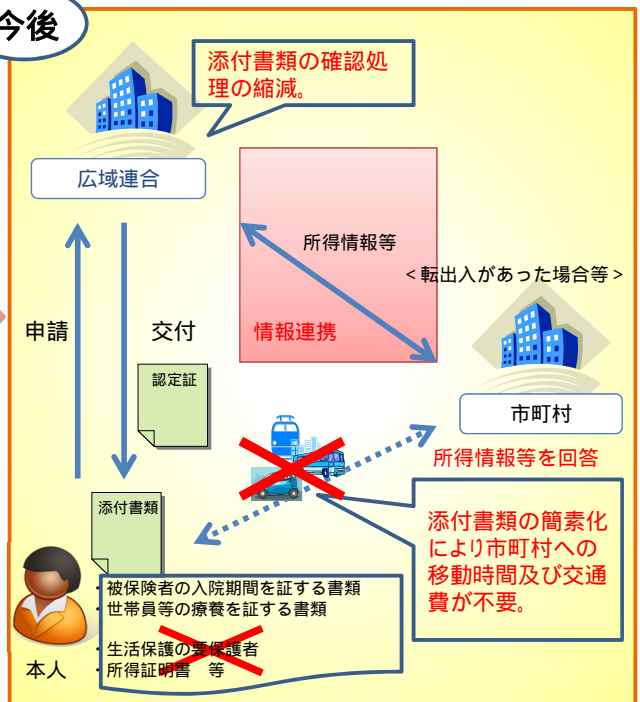 今後
添付書類の確認処
理の縮減。
広域連合
所得情報等
<転出入があった場合等>
申請
交付
情報連携
認定証
市町村
所得情報等を回答
添付書類
添付書類の簡素化
により市町村への
移動時間及び交通
費が不要。
・被保険者の入院期間を証する書類
・世帯員等の療養を証する書類
・生活保護の要保護者
・所得証明書 等
本人